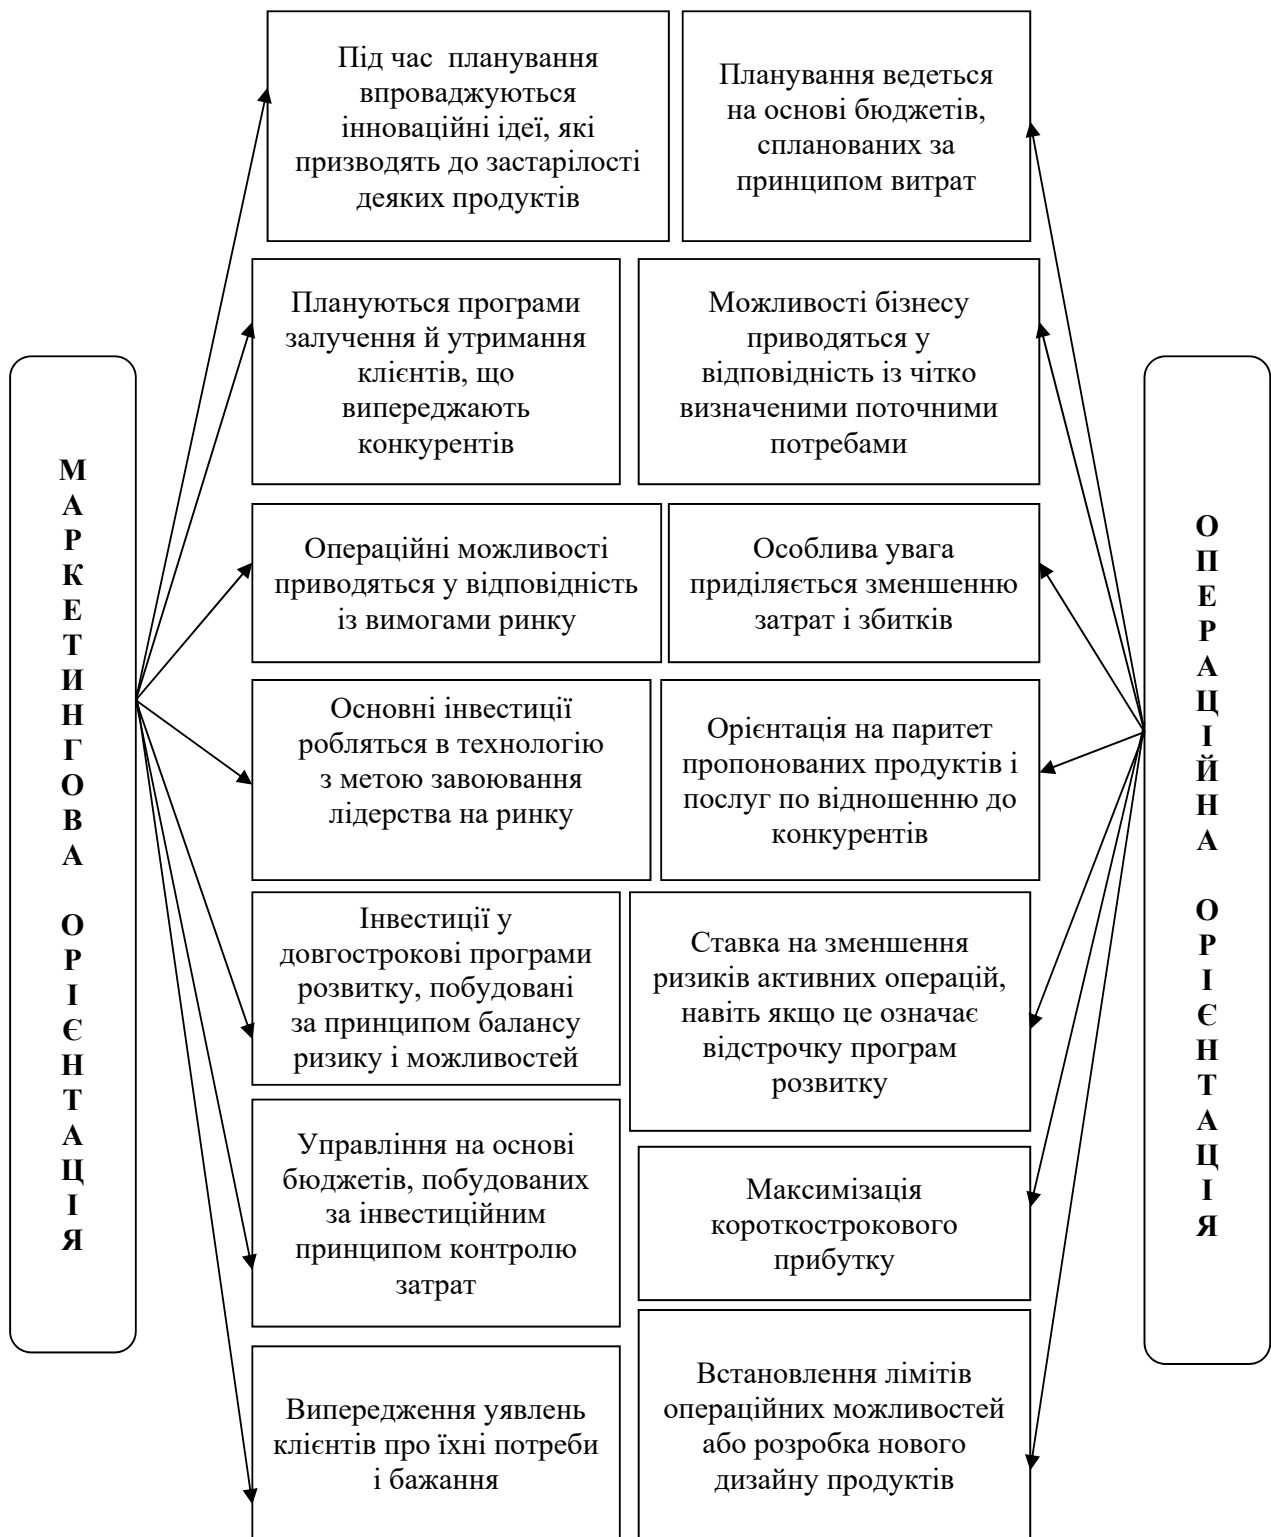 Під час планування
впроваджуються
інноваційні ідеї, які
призводять до застарілості
деяких продуктів
Планування ведеться
на основі бюджетів,
спланованих за
принципом витрат
Плануються програми
залучення й утримання
клієнтів, що
випереджають
конкурентів
Можливості бізнесу
приводяться у
відповідність із чітко
визначеними поточними
потребами
МАРКЕТИНГОВА ОРІЄНТАЦІЯ
Операційні можливості
приводяться у відповідність
із вимогами ринку
Особлива увага
приділяється зменшенню
затрат і збитків
ОПЕРАЦІЙНА ОРІЄНТАЦІЯ
Основні інвестиції
робляться в технологію
з метою завоювання
лідерства на ринку
Орієнтація на паритет
пропонованих продуктів і
послуг по відношенню до
конкурентів
Інвестиції у
довгострокові програми
розвитку, побудовані
за принципом балансу
ризику і можливостей
Ставка на зменшення
ризиків активних операцій,
навіть якщо це означає
відстрочку програм
розвитку
Управління на основі
бюджетів, побудованих
за інвестиційним
принципом контролю
затрат
Максимізація
короткострокового
прибутку
Випередження уявлень
клієнтів про їхні потреби
і бажання
Встановлення лімітів
операційних можливостей
або розробка нового
дизайну продуктів